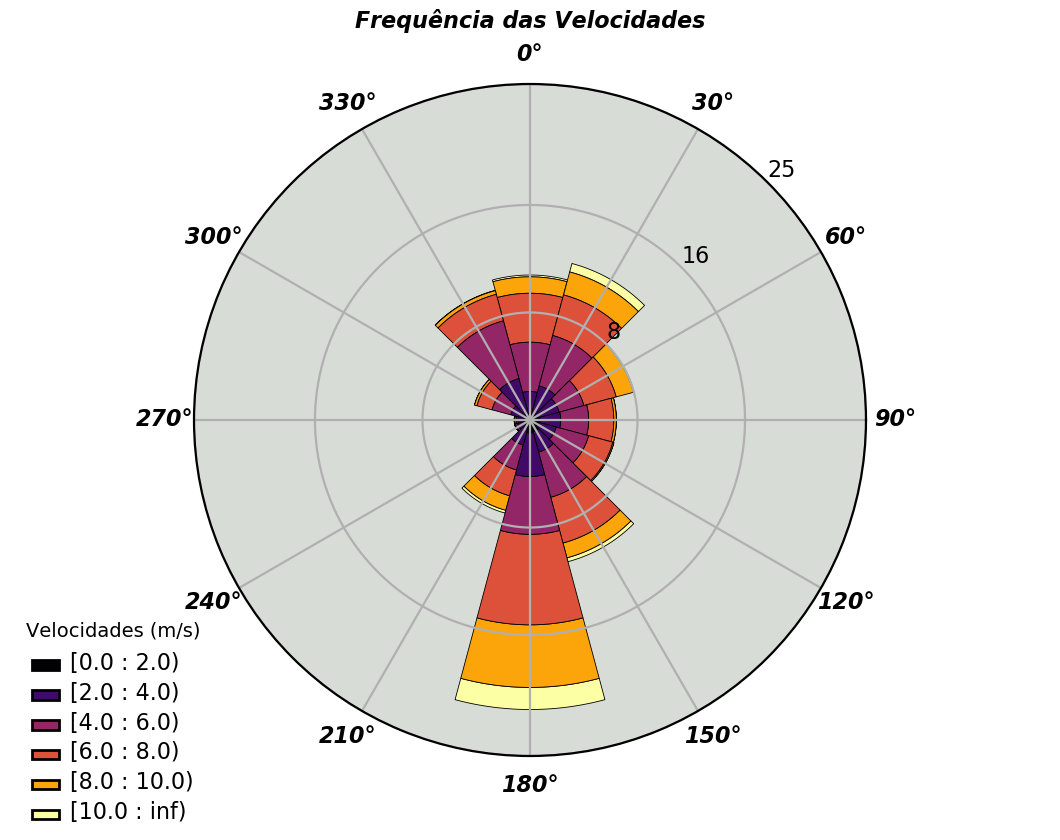 Frequência das Velocidades
0°
330°
30°
25
300°
60°
16
8
270°
90°
240°
120°
210°
150°
180°
Velocidades (m/s)
[0.0 : 2.0)
[2.0 : 4.0)
[4.0 : 6.0)
[6.0 : 8.0)
[8.0 : 10.0)
[10.0 : inf)